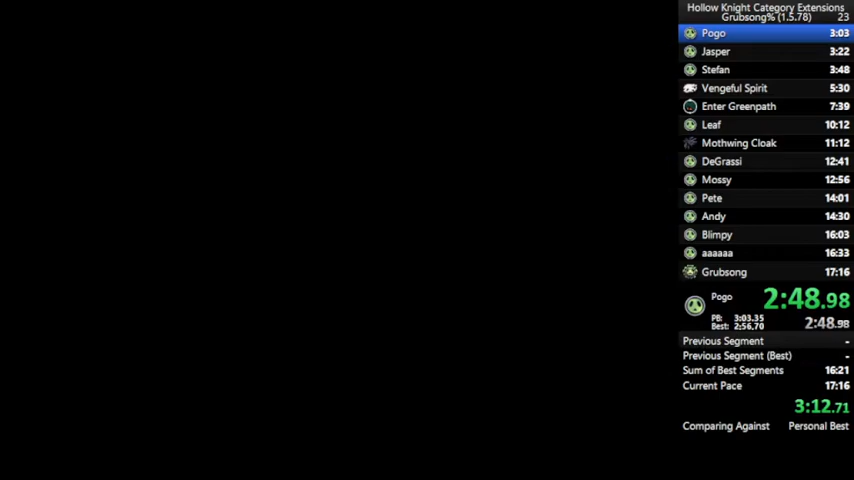 Hollow Knight Category Extensions
Grubsong% (1.5.78) 23
Pogo 3:03
Jasper 3:22
Stefan 3:48
Vengeful Spirit 5:30
Enter Greenpath 7:39
Leaf 10:12
Mothwing Cloak 11:12
DeGrassi 12:41
Mossy 12:56
Pete 14:01
Andy 14:30
Blimpy 16:03
aaaaaa 16:33
Grubsong 17:16
Pogo 2:48.98
PB: 3:03.35
Best: 2:56.70 2:48.98
Previous Segment -
Previous Segment (Best) -
Sum of Best Segments 16:21
Current Pace 17:16
3:12.71
Comparing Against Personal Best